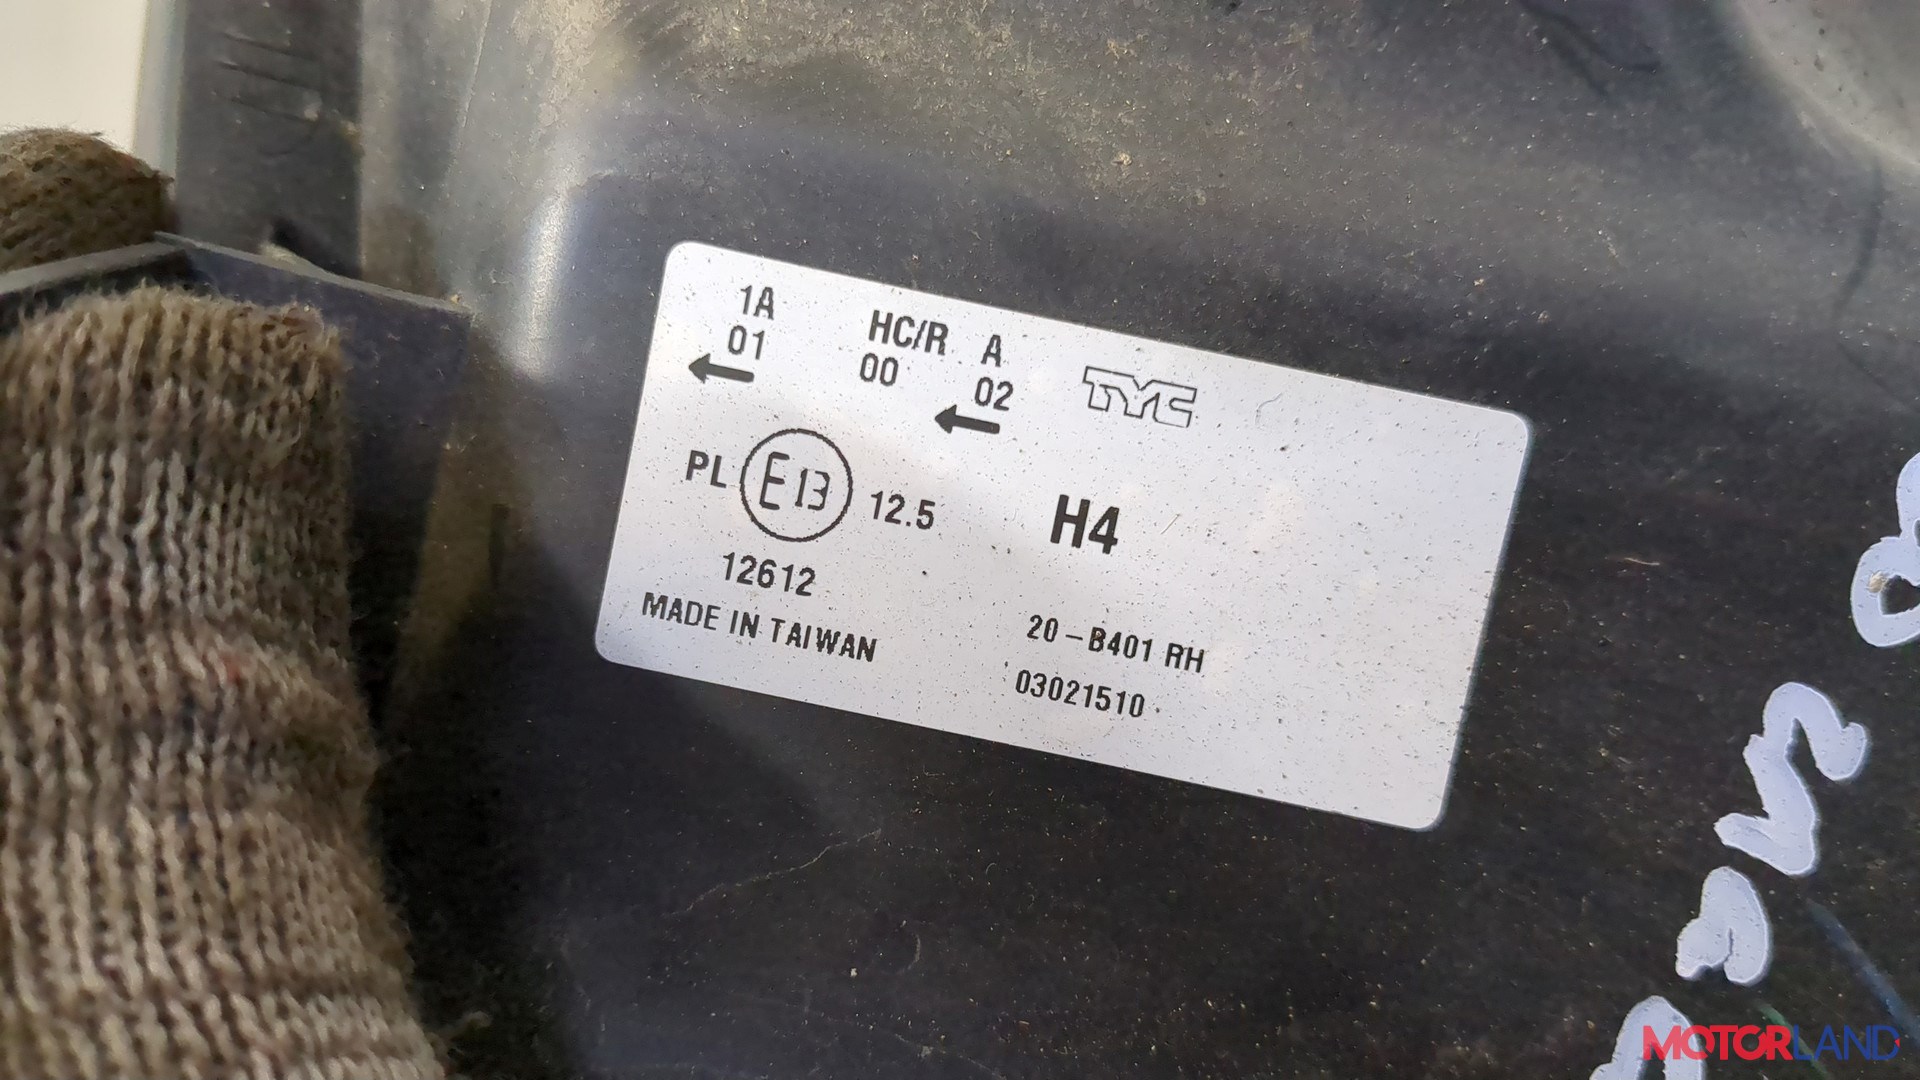 1A HC/R A TYC
01 00 02
PL E13 12.5 H4
12612
MADE IN TAIWAN
20-B401 RH
03021510
MOTORLAND